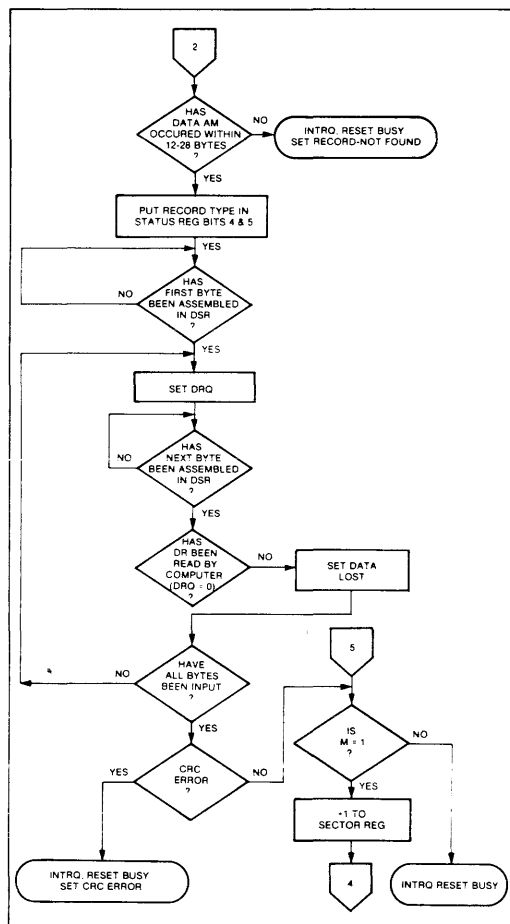 2
HAS
DATA AM
OCCURED WITHIN
12-28 BYTES
?
NO
INTRQ, RESET BUSY
SET RECORD-NOT FOUND
YES
PUT RECORD TYPE IN
STATUS REG BITS 4 & 5
YES
HAS
FIRST BYTE
BEEN ASSEMBLED
IN DSR
?
NO
YES
SET DRQ
HAS
NEXT BYTE
BEEN ASSEMBLED
IN DSR
?
NO
YES
HAS
DR BEEN
READ BY
COMPUTER
(DRQ = 0)
?
NO
SET DATA
LOST
HAVE
ALL BYTES
BEEN INPUT
?
NO
YES
5
CRC
ERROR
?
YES
NO
IS
M = 1
?
NO
YES
+1 TO
SECTOR REG
4
INTRQ, RESET BUSY
SET CRC ERROR
INTRQ RESET BUSY